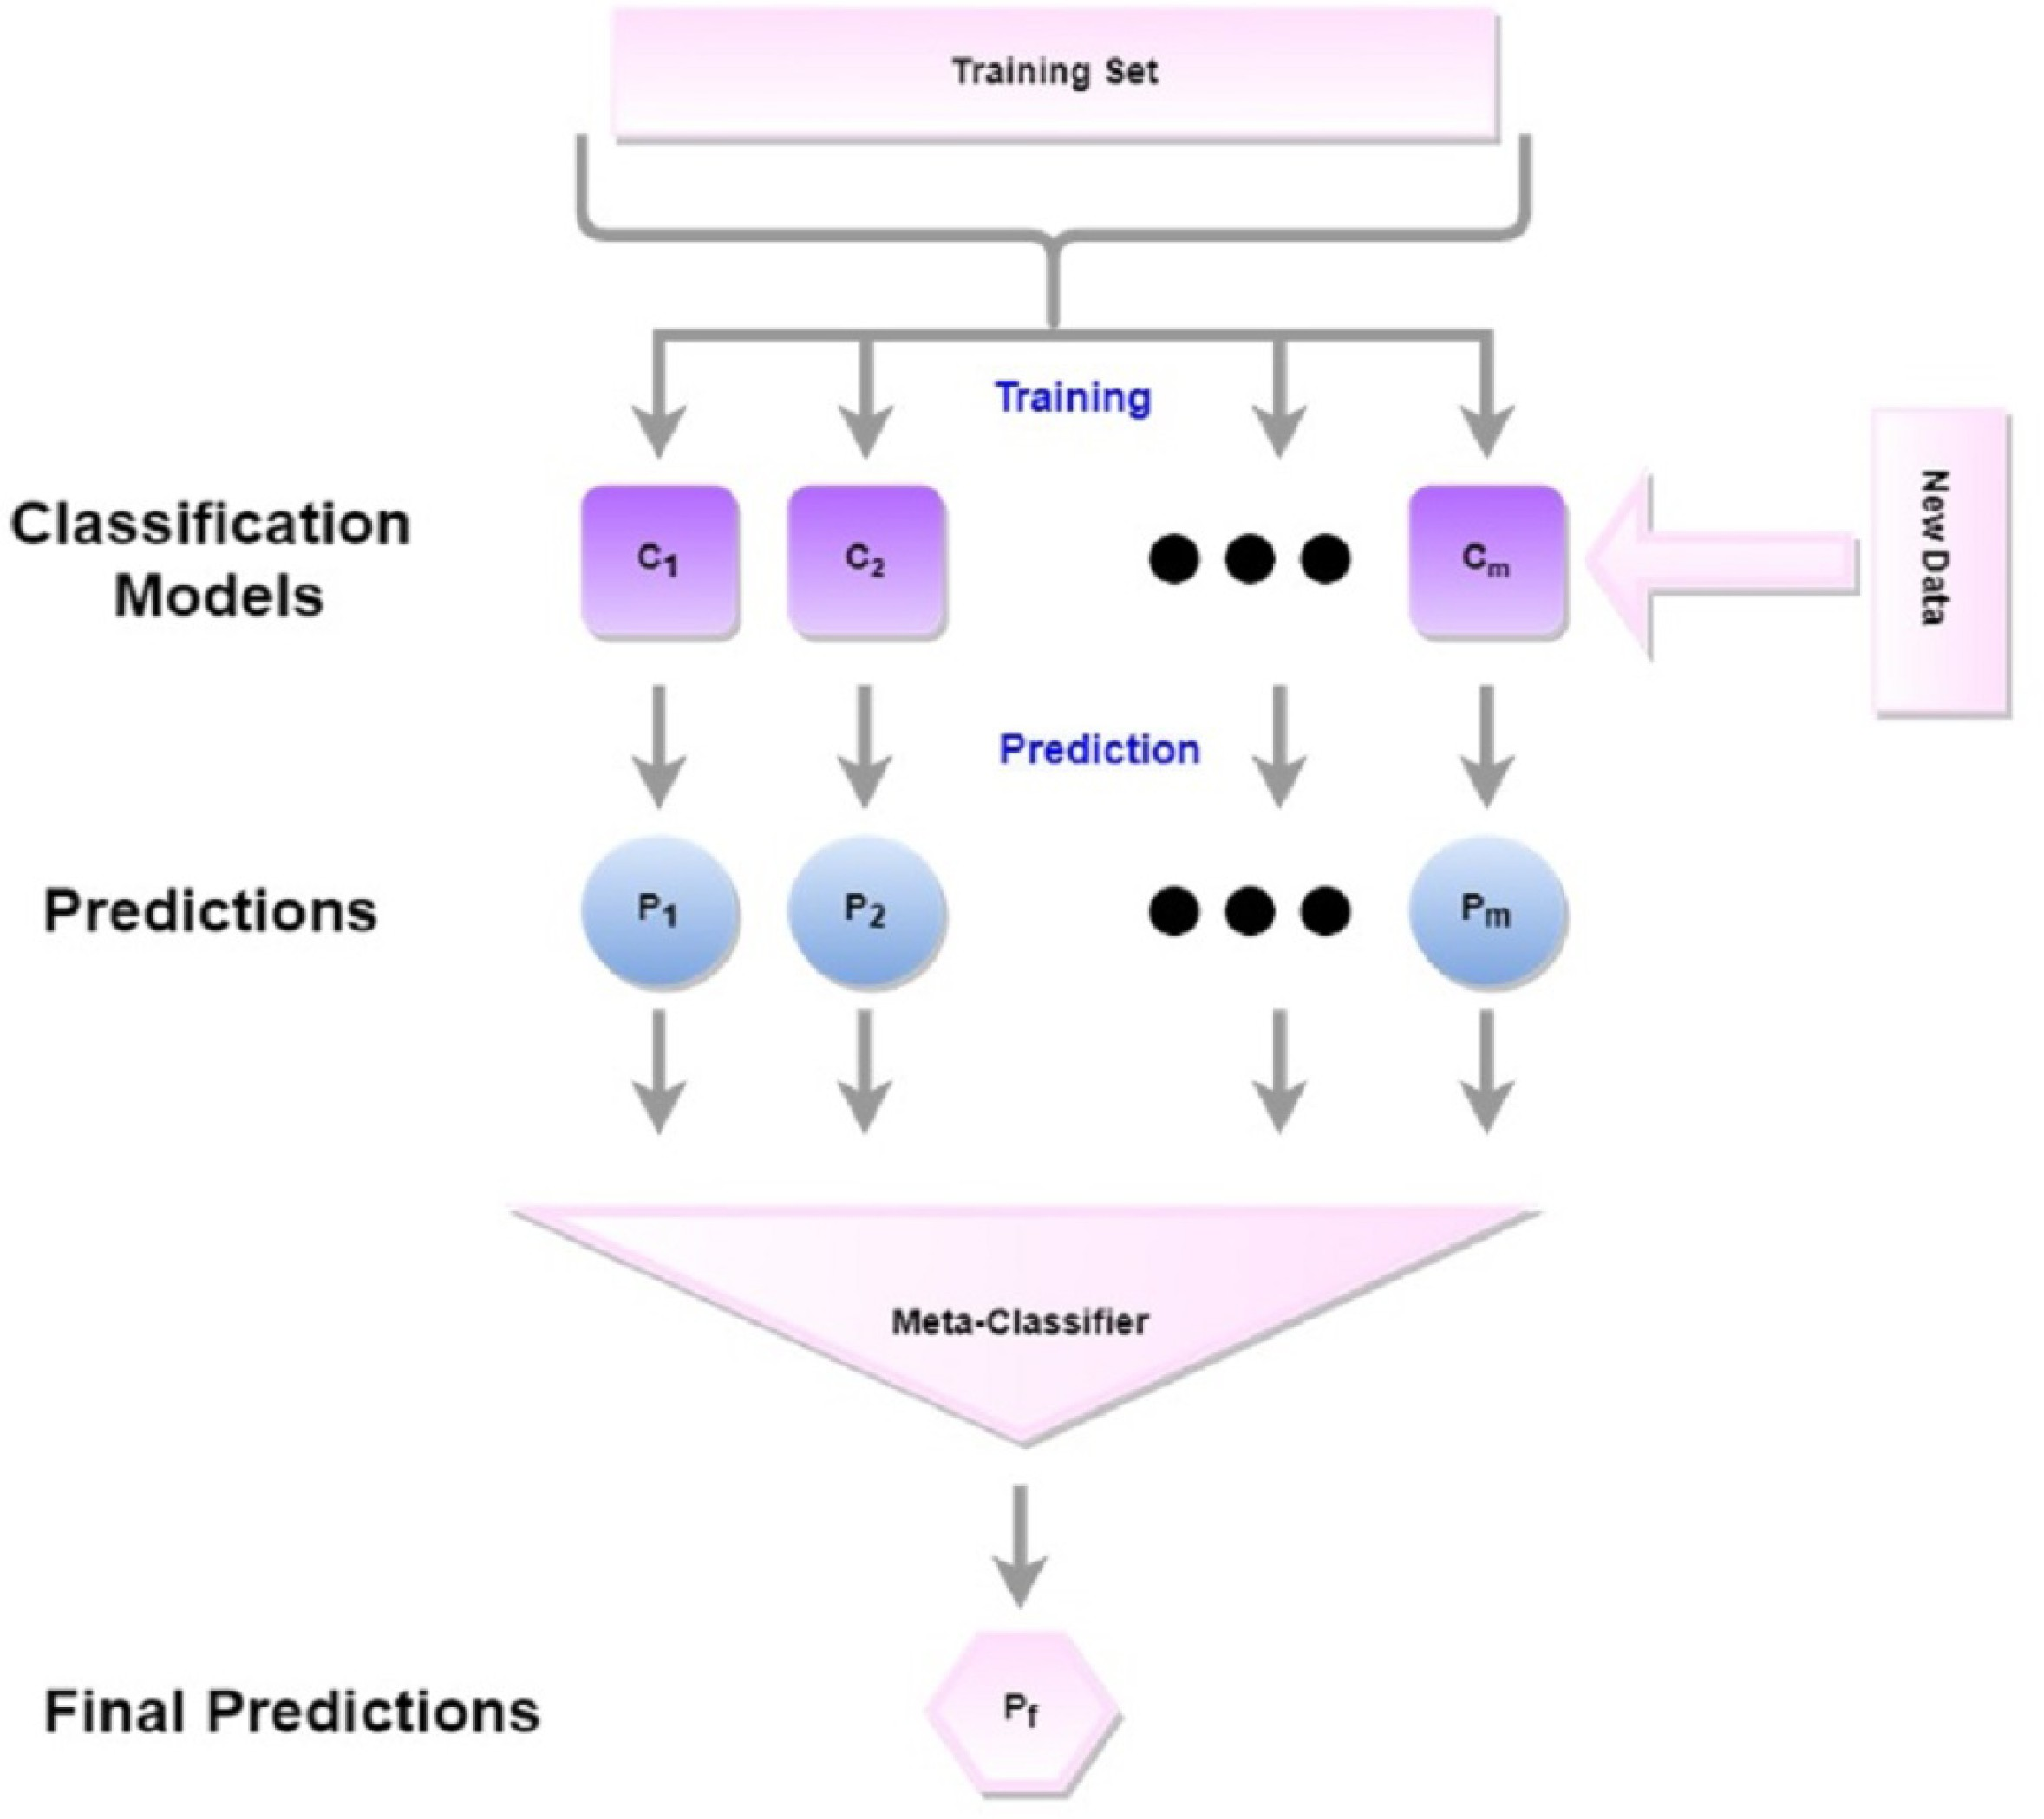 Training Set
Training
Classification
Models
C1
C2
Cm
New Data
Prediction
Predictions
P1
P2
Pm
Meta-Classifier
Final Predictions
Pf